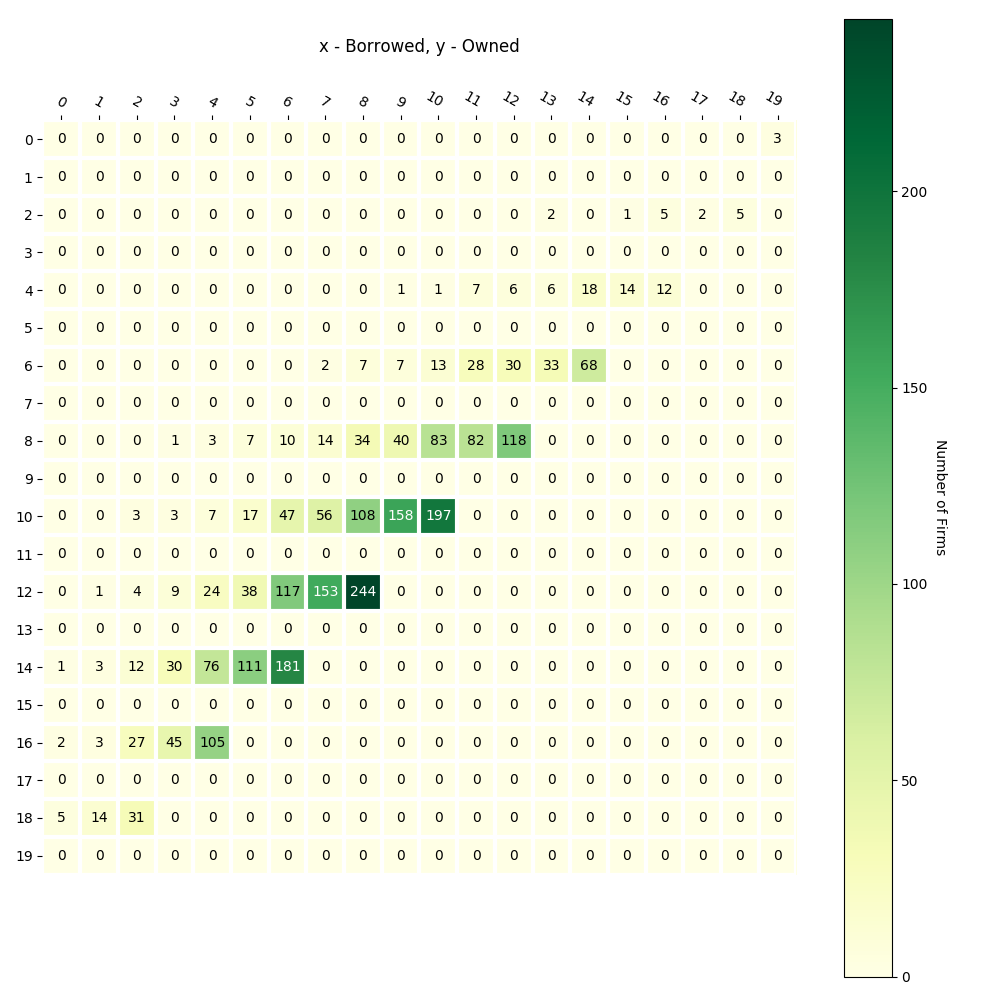 x - Borrowed, y - Owned
0 1 2 3 4 5 6 7 8 9 10 11 12 13 14 15 16 17 18 19
0 0 0 0 0 0 0 0 0 0 0 0 0 0 0 0 0 0 0 0 3
1 0 0 0 0 0 0 0 0 0 0 0 0 0 0 0 0 0 0 0 0
2 0 0 0 0 0 0 0 0 0 0 0 0 0 2 0 1 5 2 5 0
3 0 0 0 0 0 0 0 0 0 0 0 0 0 0 0 0 0 0 0 0
4 0 0 0 0 0 0 0 0 0 1 1 7 6 6 18 14 12 0 0 0
5 0 0 0 0 0 0 0 0 0 0 0 0 0 0 0 0 0 0 0 0
6 0 0 0 0 0 0 0 2 7 7 13 28 30 33 68 0 0 0 0 0
7 0 0 0 0 0 0 0 0 0 0 0 0 0 0 0 0 0 0 0 0
8 0 0 0 1 3 7 10 14 34 40 83 82 118 0 0 0 0 0 0 0
9 0 0 0 0 0 0 0 0 0 0 0 0 0 0 0 0 0 0 0 0
10 0 0 3 3 7 17 47 56 108 158 197 0 0 0 0 0 0 0 0 0
11 0 0 0 0 0 0 0 0 0 0 0 0 0 0 0 0 0 0 0 0
12 0 1 4 9 24 38 117 153 244 0 0 0 0 0 0 0 0 0 0 0
13 0 0 0 0 0 0 0 0 0 0 0 0 0 0 0 0 0 0 0 0
14 1 3 12 30 76 111 181 0 0 0 0 0 0 0 0 0 0 0 0 0
15 0 0 0 0 0 0 0 0 0 0 0 0 0 0 0 0 0 0 0 0
16 2 3 27 45 105 0 0 0 0 0 0 0 0 0 0 0 0 0 0 0
17 0 0 0 0 0 0 0 0 0 0 0 0 0 0 0 0 0 0 0 0
18 5 14 31 0 0 0 0 0 0 0 0 0 0 0 0 0 0 0 0 0
19 0 0 0 0 0 0 0 0 0 0 0 0 0 0 0 0 0 0 0 0
200
150
100
50
0
Number of Firms